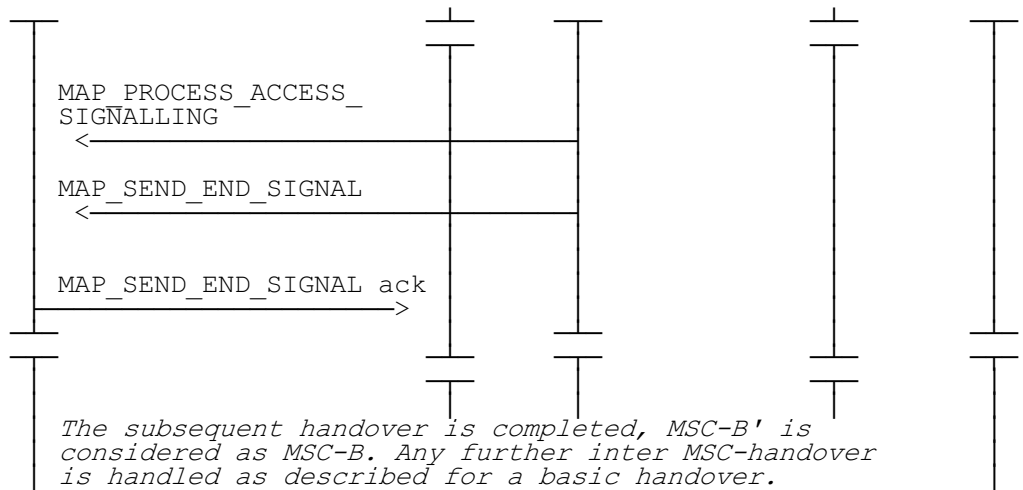 MAP_PROCESS_ACCESS_
SIGNALLING
MAP_SEND_END_SIGNAL
MAP_SEND_END_SIGNAL ack
The subsequent handover is completed, MSC-B' is
considered as MSC-B. Any further inter MSC-handover
is handled as described for a basic handover.